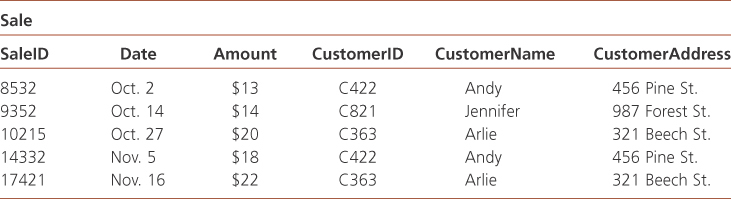 Sale
SaleID Date Amount CustomerID CustomerName CustomerAddress
8532 Oct. 2 $13 C422 Andy 456 Pine St.
9352 Oct. 14 $14 C821 Jennifer 987 Forest St.
10215 Oct. 27 $20 C363 Arlie 321 Beech St.
14332 Nov. 5 $18 C422 Andy 456 Pine St.
17421 Nov. 16 $22 C363 Arlie 321 Beech St.